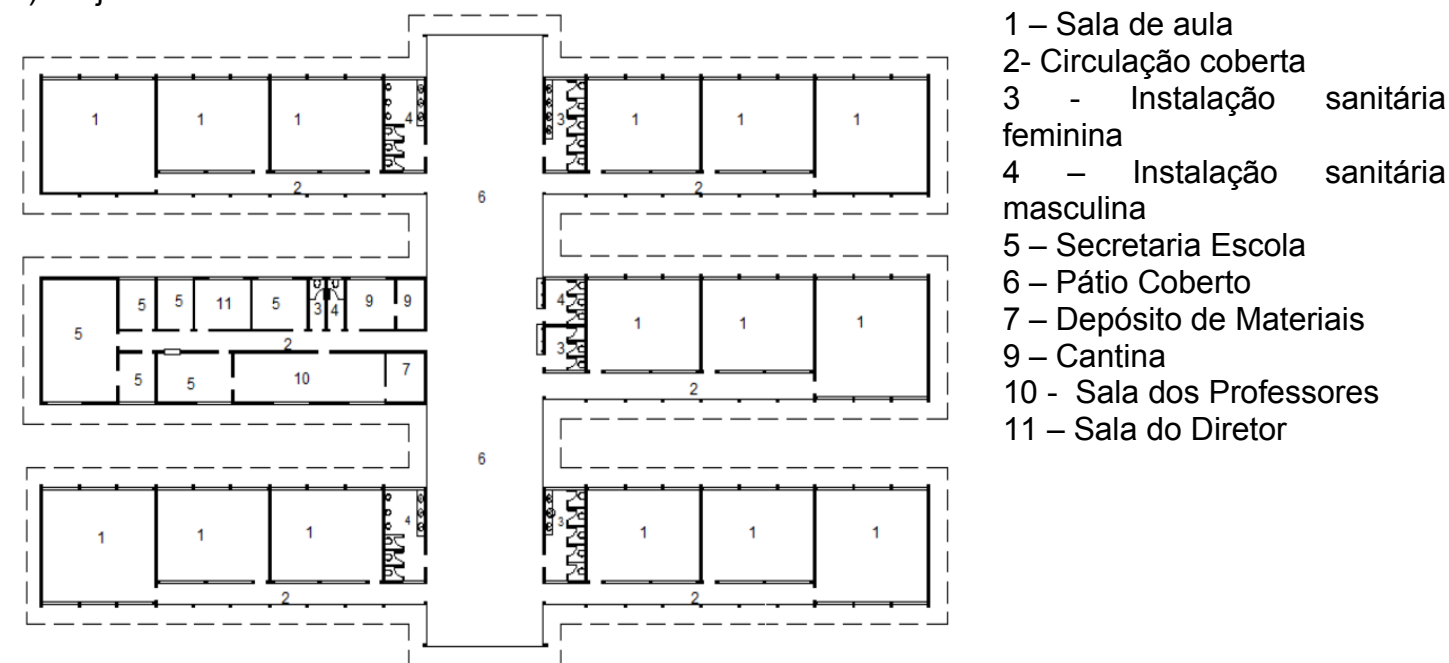 1 – Sala de aula
2- Circulação coberta
3 - Instalação sanitária
feminina
4 – Instalação sanitária
masculina
5 – Secretaria Escola
6 – Pátio Coberto
7 – Depósito de Materiais
9 – Cantina
10 - Sala dos Professores
11 – Sala do Diretor
1 1 1 4 3 1 1 1
2 6 2
5 5 11 5 3 4 9 9 4
5 2 1 1 1
5 5 10 7 3
2
6
1 1 1 4 3 1 1 1
2 2